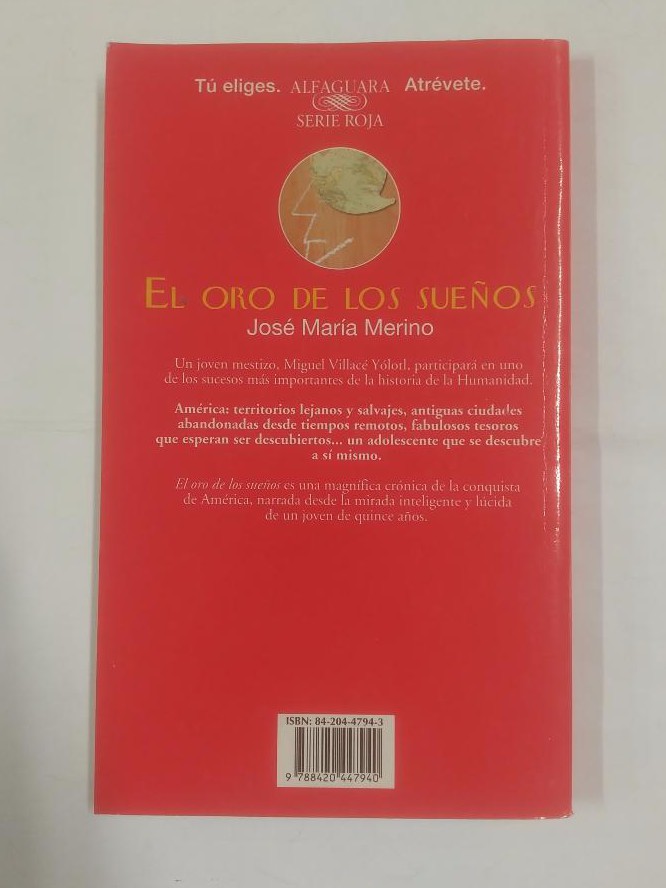 Tú eliges. ALFAGUARA Atrévete.
SERIE ROJA
EL ORO DE LOS SUEÑOS
José María Merino
Un joven mestizo, Miguel Villacé Yólotl, participará en uno
de los sucesos más importantes de la historia de la Humanidad.
América: territorios lejanos y salvajes, antiguas ciudades
abandonadas desde tiempos remotos, fabulosos tesoros
que esperan ser descubiertos... un adolescente que se descubre
a sí mismo.
El oro de los sueños es una magnífica crónica de la conquista
de América, narrada desde la mirada inteligente y lúcida
de un joven de quince años.
ISBN: 84-204-4794-3
9 788420 447940